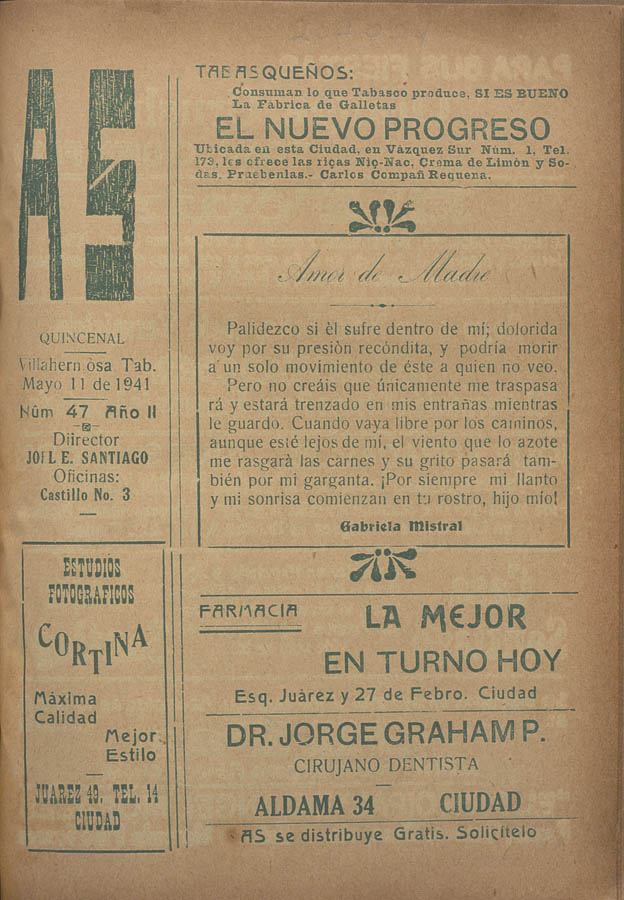 AS
QUINCENAL
Villahermosa Tab.
Mayo 11 de 1941
Núm 47 Año II
Diirector
JOEL E. SANTIAGO
Oficinas:
Castillo No. 3
ESTUDIOS
FOTOGRAFICOS
CORTINA
Máxima
Calidad
Mejor
Estilo
JUAREZ 49. TEL. 14
CIUDAD
TABASQUEÑOS:
Consuman lo que Tabasco produce, SI ES BUENO
La Fábrica de Galletas
EL NUEVO PROGRESO
Ubicada en esta Ciudad, en Vázquez Sur Núm. 1, Tel.
179, les ofrece las ricas Nic-Nac, Crema de Limón y So-
das. Pruébenlas.- Carlos Compañ Requena.
Amor de Madre
Palidezco si èl sufre dentro de mí; dolorida
voy por su presiòn recóndita, y podría morir
a un solo movimiento de éste a quien no veo.
Pero no creáis que únicamente me traspasa
rá y estará trenzado en mis entrañas mientras
le guardo. Cuando vaya libre por los caminos,
aunque esté lejos de mí, el viento que lo azote
me rasgará las carnes y su grito pasará tam-
bién por mi garganta. ¡Por siempre mi llanto
y mi sonrisa comienzan en tu rostro, hijo mío!
Gabriela Mistral
FARMACIA
LA MEJOR
EN TURNO HOY
Esq. Juárez y 27 de Febro. Ciudad
DR. JORGE GRAHAM P.
CIRUJANO DENTISTA
ALDAMA 34 CIUDAD
AS se distribuye Gratis. Solicítelo